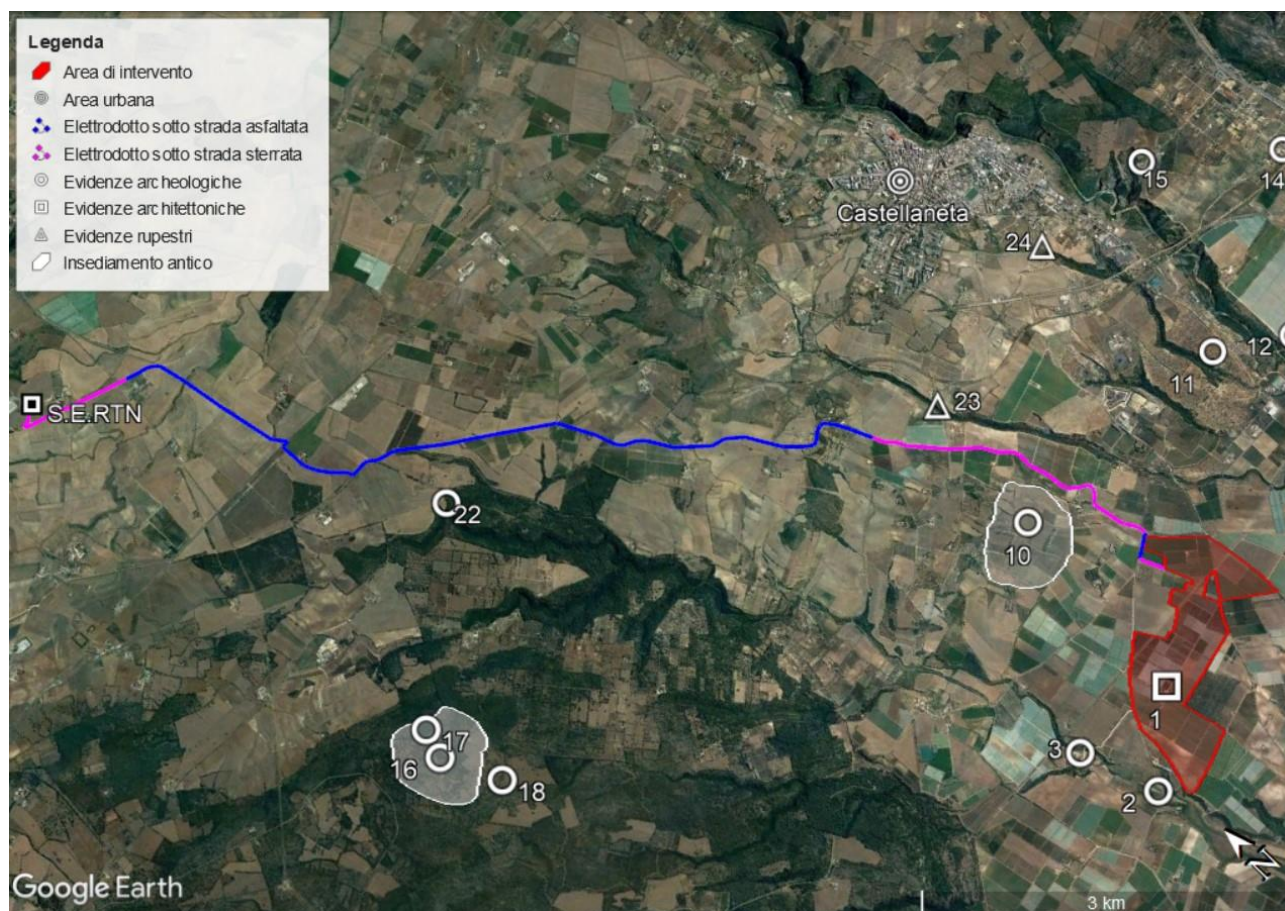 Legenda
Area di intervento
Area urbana
Elettrodotto sotto strada asfaltata
Elettrodotto sotto strada sterrata
Evidenze archeologiche
Evidenze architettoniche
Evidenze rupestri
Insediamento antico
15
14
Castellaneta
24
12
11
S.E.RTN
23
22
10
1
17
16
18
3
2
N
Google Earth
3 km